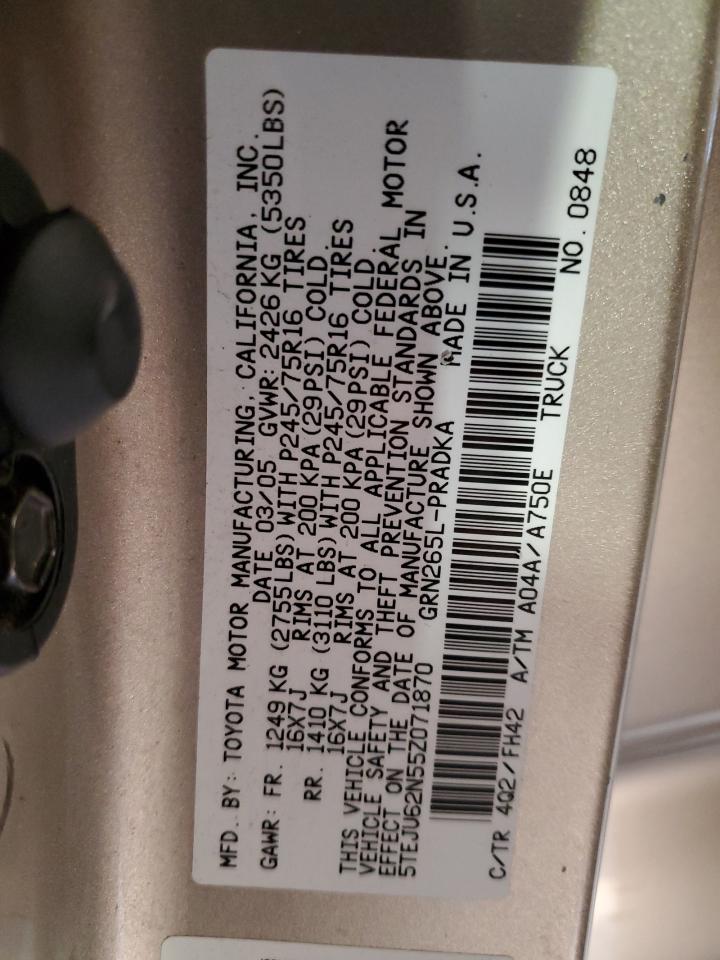 MFD. BY: TOYOTA MOTOR MANUFACTURING, CALIFORNIA, INC.
DATE 03/05 GVWR: 2426 KG (5350LBS)
GAWR: FR. 1249 KG (2755LBS) WITH P245/75R16 TIRES
16X7J RIMS AT 200 KPA (29PSI) COLD.
RR. 1410 KG (3110 LBS) WITH P245/75R16 TIRES
16X7J RIMS AT 200 KPA (29PSI) COLD.
THIS VEHICLE CONFORMS TO ALL APPLICABLE FEDERAL MOTOR
VEHICLE SAFETY AND THEFT PREVENTION STANDARDS IN
EFFECT ON THE DATE OF MANUFACTURE SHOWN ABOVE.
5TEJU62N55Z071870 GRN265L-PRADKA MADE IN U.S.A.
C/TR 4Q2/FH42 A/TM A04A/A750E TRUCK NO. 0848